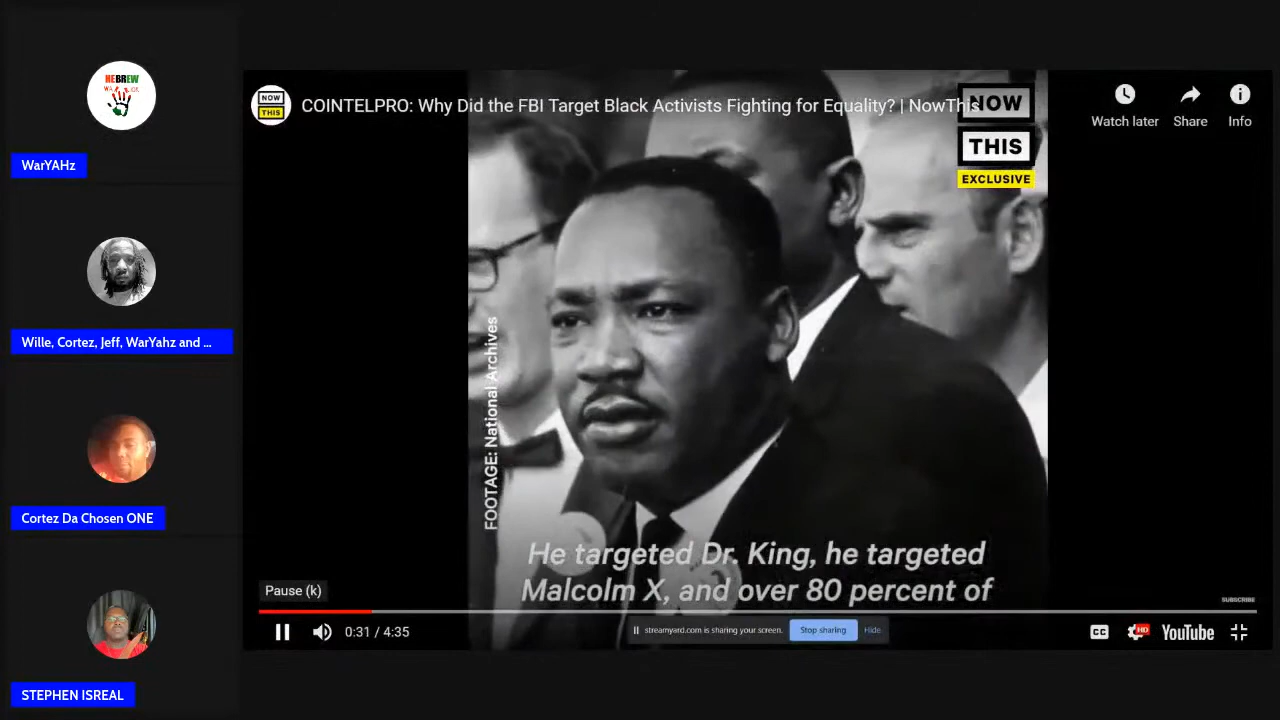 HEBREW
WarYAHz
Wille, Cortez, Jeff, WarYahz and ...
Cortez Da Chosen ONE
STEPHEN ISREAL
NOW
THIS
COINTELPRO: Why Did the FBI Target Black Activists Fighting for Equality? | NowThis
NOW
THIS
EXCLUSIVE
Watch later
Share
Info
FOOTAGE: National Archives
He targeted Dr. King, he targeted
Malcolm X, and over 80 percent of
Pause (k)
SUBSCRIBE
0:31 / 4:35
streamyard.com is sharing your screen.
Stop sharing
Hide
CC
HD
YouTube